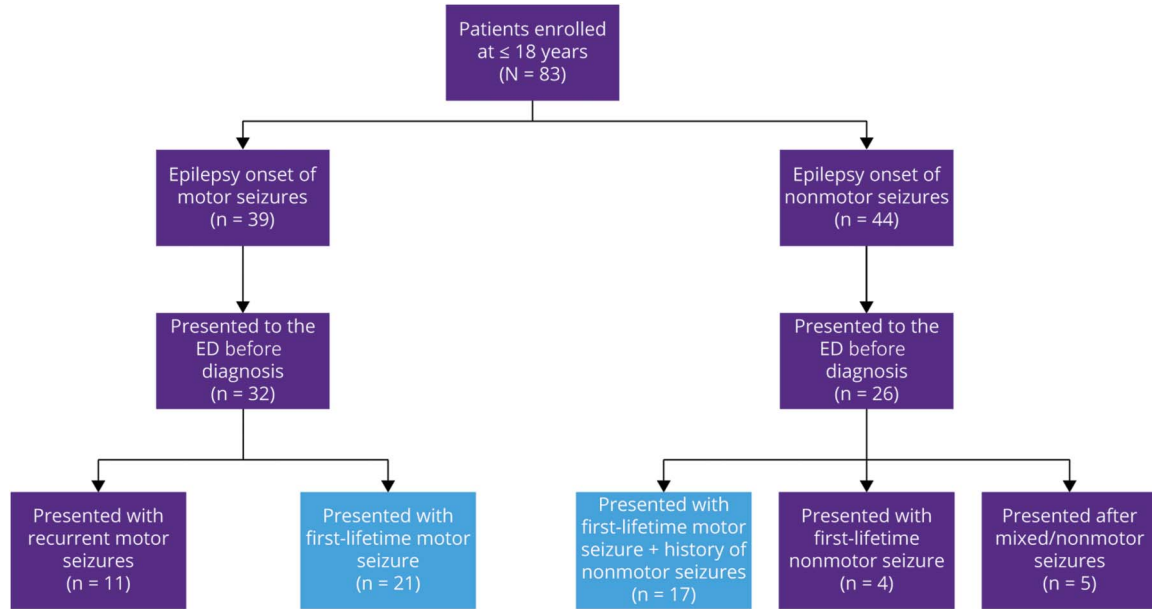 Patients enrolled
at ≤ 18 years
(N = 83)
Epilepsy onset of
motor seizures
(n = 39)
Epilepsy onset of
nonmotor seizures
(n = 44)
Presented to the
ED before
diagnosis
(n = 32)
Presented to the
ED before
diagnosis
(n = 26)
Presented with
recurrent motor
seizures
(n = 11)
Presented with
first-lifetime motor
seizure
(n = 21)
Presented with
first-lifetime motor
seizure + history of
nonmotor seizures
(n = 17)
Presented with
first-lifetime
nonmotor seizure
(n = 4)
Presented after
mixed/nonmotor
seizures
(n = 5)